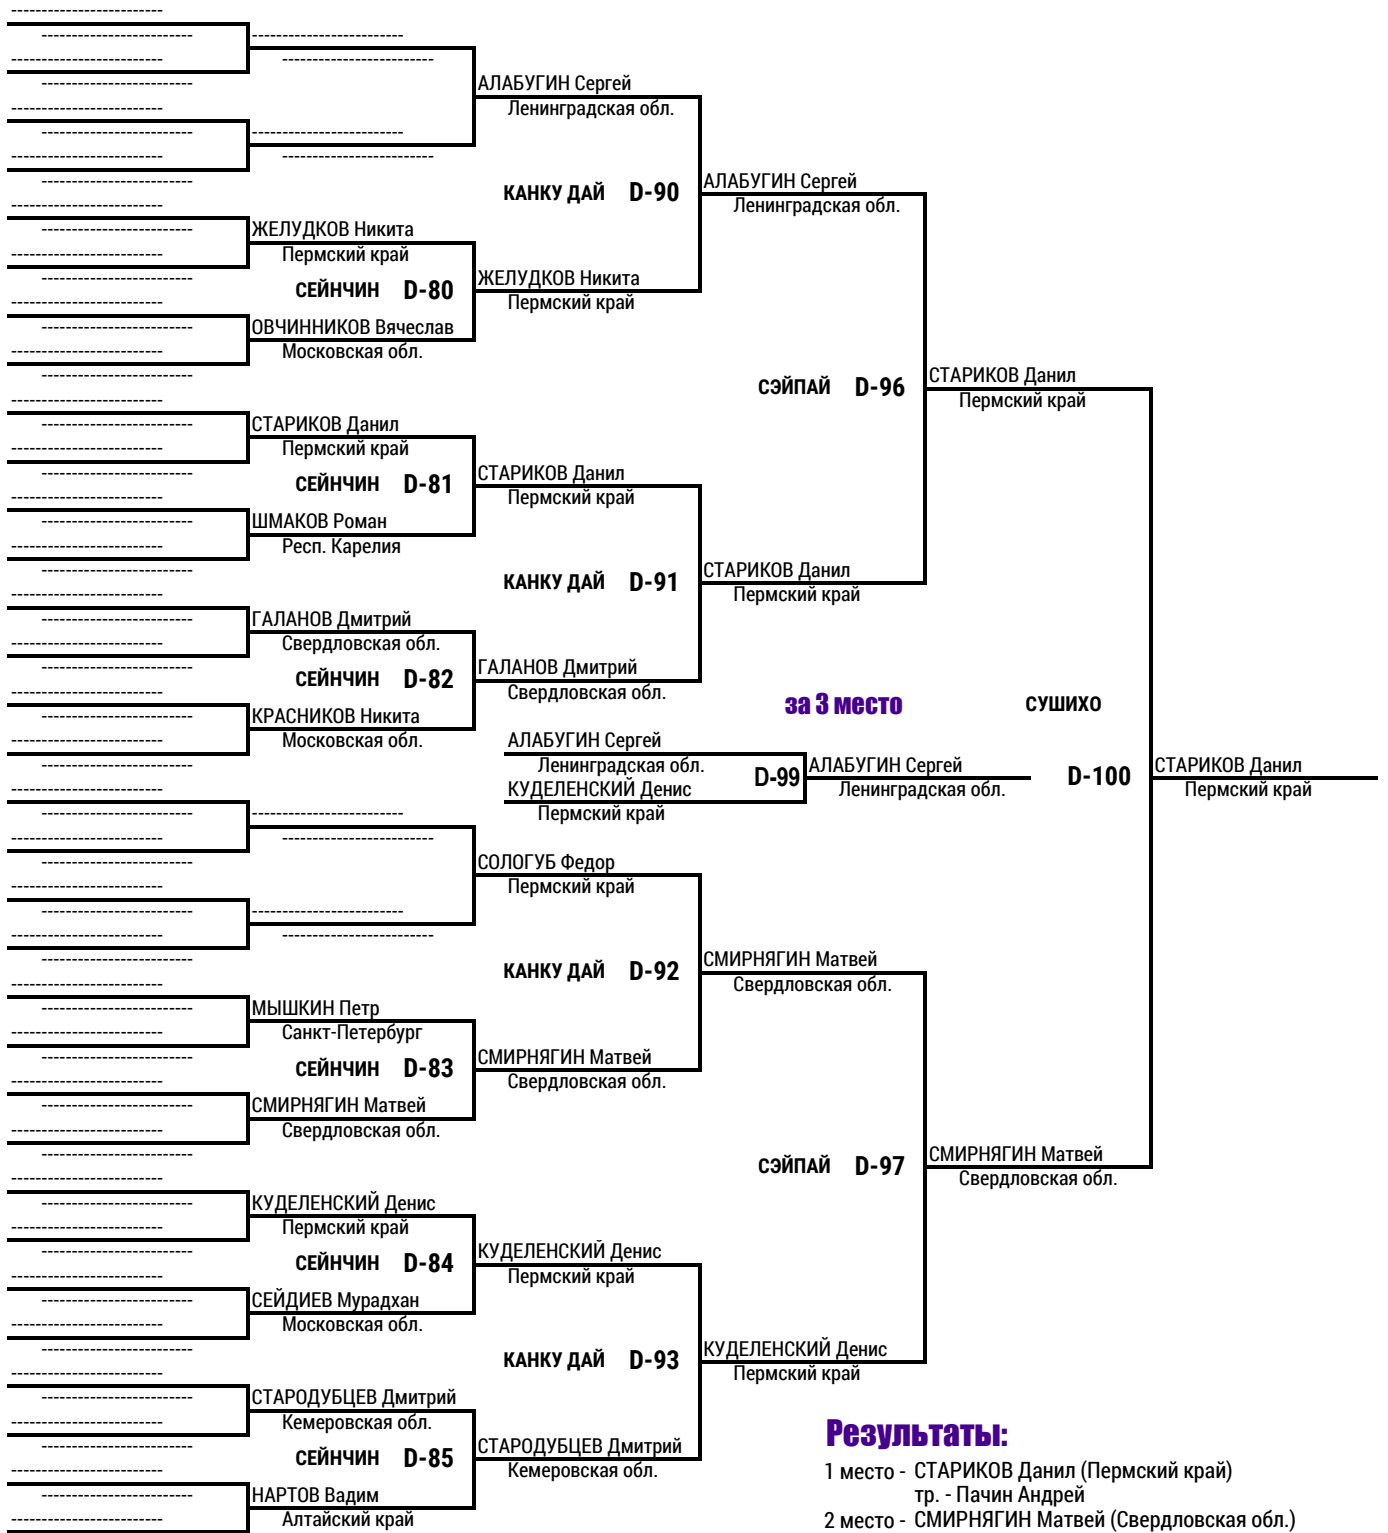 АЛАБУГИН Сергей
Ленинградская обл.
КАНКУ ДАЙ D-90
АЛАБУГИН Сергей
Ленинградская обл.
ЖЕЛУДКОВ Никита
Пермский край
СЕЙНЧИН D-80
ЖЕЛУДКОВ Никита
Пермский край
ОВЧИННИКОВ Вячеслав
Московская обл.
СЭЙПАЙ D-96
СТАРИКОВ Данил
Пермский край
СТАРИКОВ Данил
Пермский край
СЕЙНЧИН D-81
СТАРИКОВ Данил
Пермский край
ШМАКОВ Роман
Респ. Карелия
КАНКУ ДАЙ D-91
СТАРИКОВ Данил
Пермский край
ГАЛАНОВ Дмитрий
Свердловская обл.
СЕЙНЧИН D-82
ГАЛАНОВ Дмитрий
Свердловская обл.
КРАСНИКОВ Никита
Московская обл.
за 3 место
СУШИХО
АЛАБУГИН Сергей
Ленинградская обл.
КУДЕЛЕНСКИЙ Денис
Пермский край
D-99
АЛАБУГИН Сергей
Ленинградская обл.
D-100
СТАРИКОВ Данил
Пермский край
СОЛОГУБ Федор
Пермский край
КАНКУ ДАЙ D-92
СМИРНЯГИН Матвей
Свердловская обл.
МЫШКИН Петр
Санкт-Петербург
СЕЙНЧИН D-83
СМИРНЯГИН Матвей
Свердловская обл.
СМИРНЯГИН Матвей
Свердловская обл.
СЭЙПАЙ D-97
СМИРНЯГИН Матвей
Свердловская обл.
КУДЕЛЕНСКИЙ Денис
Пермский край
СЕЙНЧИН D-84
КУДЕЛЕНСКИЙ Денис
Пермский край
СЕЙДИЕВ Мурадхан
Московская обл.
КАНКУ ДАЙ D-93
КУДЕЛЕНСКИЙ Денис
Пермский край
СТАРОДУБЦЕВ Дмитрий
Кемеровская обл.
СЕЙНЧИН D-85
СТАРОДУБЦЕВ Дмитрий
Кемеровская обл.
НАРТОВ Вадим
Алтайский край
Результаты:
1 место - СТАРИКОВ Данил (Пермский край)
тр. - Пачин Андрей
2 место - СМИРНЯГИН Матвей (Свердловская обл.)